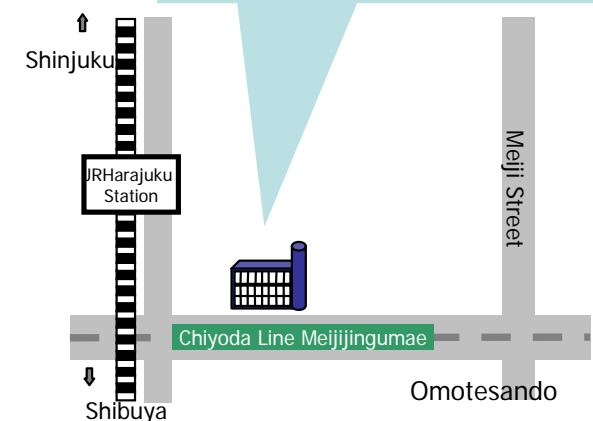 Shinjuku
JRHarajuku
Station
Meiji Street
Chiyoda Line Meijijingumae
Omotesando
Shibuya